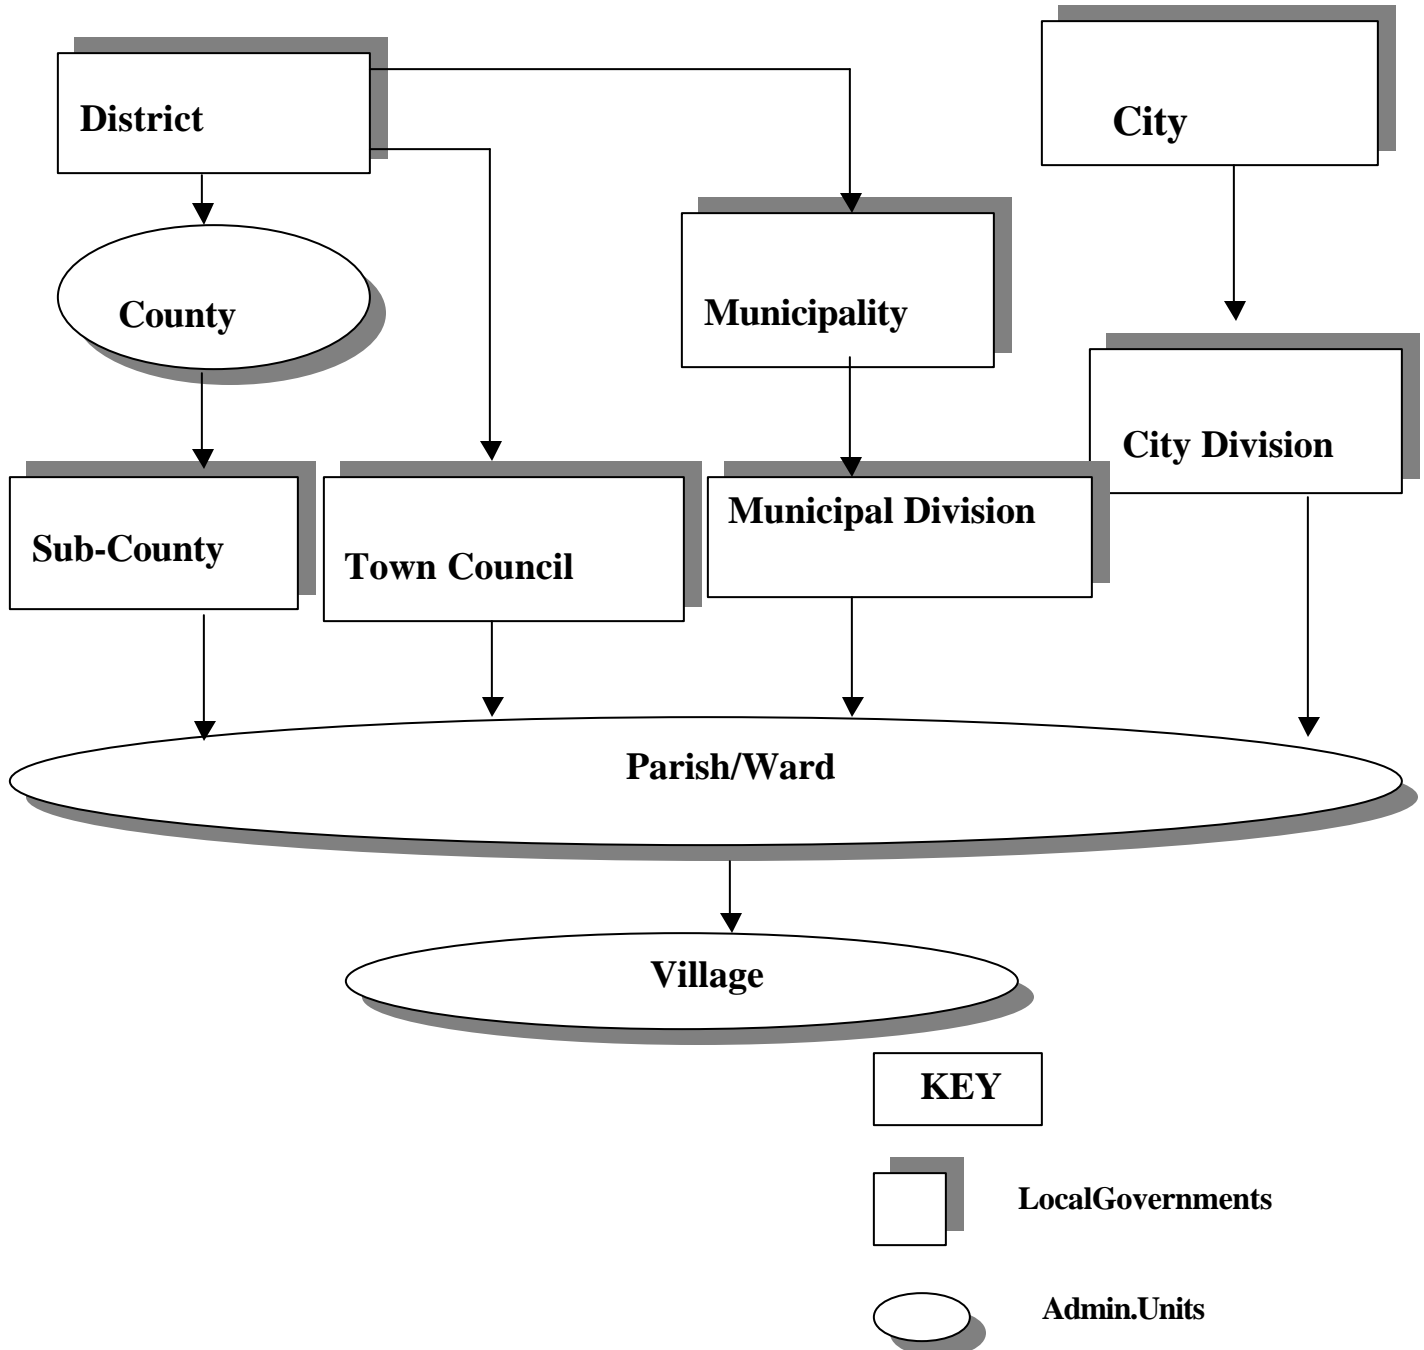 District
City
County
Municipality
City Division
Sub-County
Town Council
Municipal Division
Parish/Ward
Village
KEY
LocalGovernments
Admin.Units